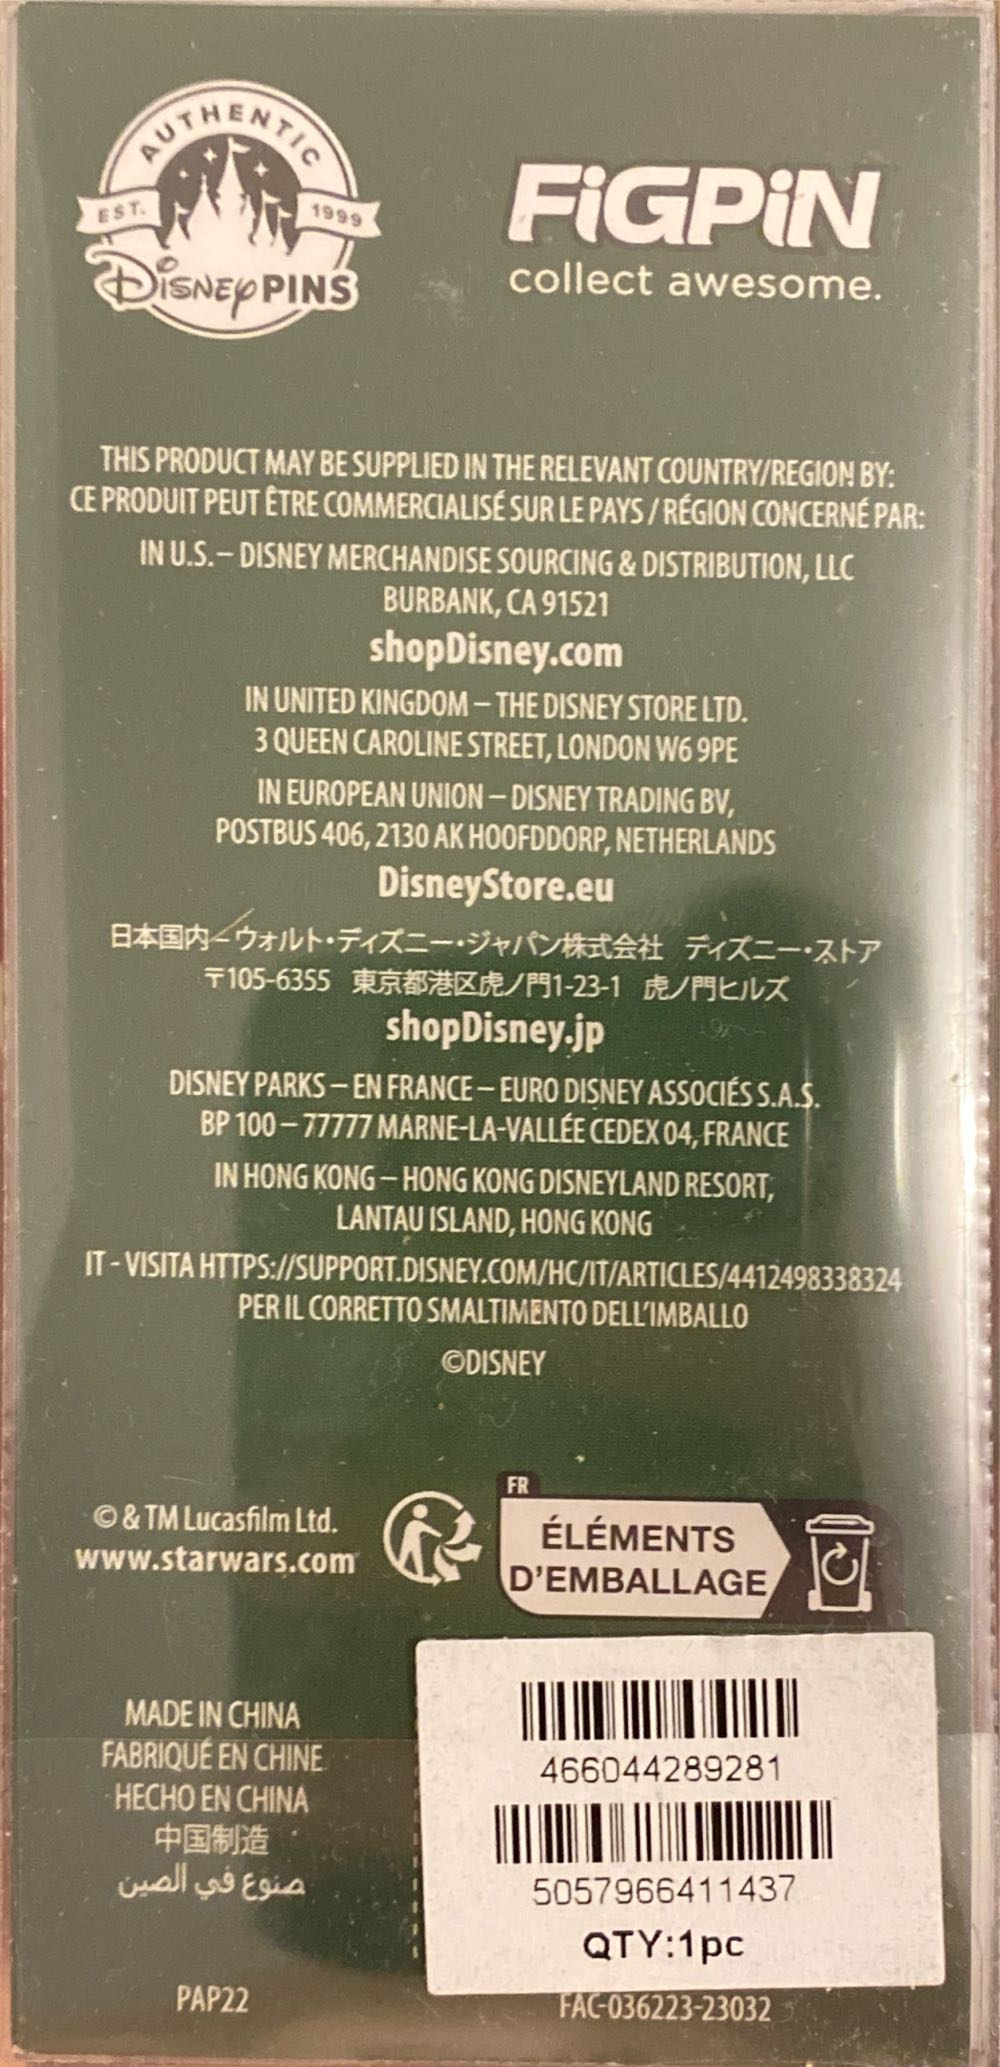 AUTHENTIC
EST. 1999
DISNEY PINS
FiGPiN
collect awesome.
THIS PRODUCT MAY BE SUPPLIED IN THE RELEVANT COUNTRY/REGION BY:
CE PRODUIT PEUT ÊTRE COMMERCIALISÉ SUR LE PAYS / RÉGION CONCERNÉ PAR:
IN U.S. – DISNEY MERCHANDISE SOURCING & DISTRIBUTION, LLC
BURBANK, CA 91521
shopDisney.com
IN UNITED KINGDOM – THE DISNEY STORE LTD.
3 QUEEN CAROLINE STREET, LONDON W6 9PE
IN EUROPEAN UNION – DISNEY TRADING BV,
POSTBUS 406, 2130 AK HOOFDDORP, NETHERLANDS
DisneyStore.eu
日本国内–ウォルト・ディズニー・ジャパン株式会社 ディズニー・ストア
〒105-6355 東京都港区虎ノ門1-23-1 虎ノ門ヒルズ
shopDisney.jp
DISNEY PARKS – EN FRANCE – EURO DISNEY ASSOCIÉS S.A.S.
BP 100 – 77777 MARNE-LA-VALLÉE CEDEX 04, FRANCE
IN HONG KONG – HONG KONG DISNEYLAND RESORT,
LANTAU ISLAND, HONG KONG
IT - VISITA HTTPS://SUPPORT.DISNEY.COM/HC/IT/ARTICLES/4412498338324
PER IL CORRETTO SMALTIMENTO DELL'IMBALLO
©DISNEY
© & TM Lucasfilm Ltd.
www.starwars.com
FR
ÉLÉMENTS
D'EMBALLAGE
MADE IN CHINA
FABRIQUÉ EN CHINE
HECHO EN CHINA
中国制造
صنوع في الصين
PAP22
466044289281
5057966411437
QTY:1pc
FAC-036223-23032